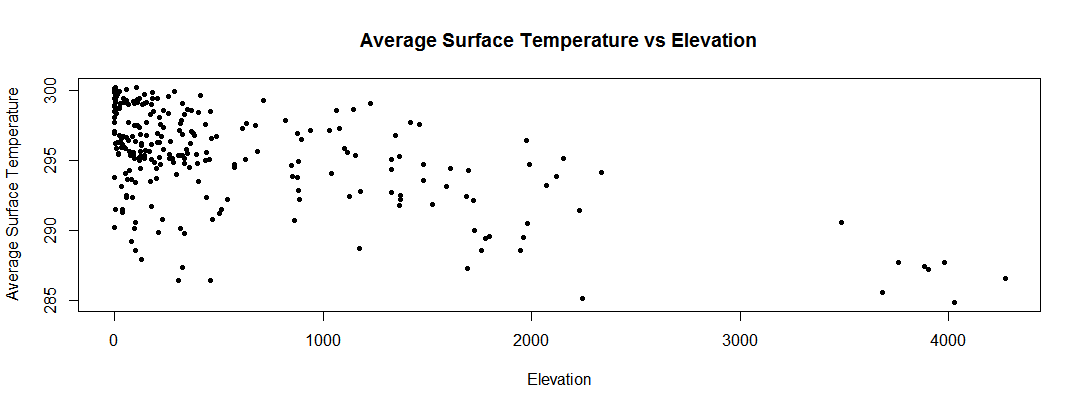 Average Surface Temperature vs Elevation
Average Surface Temperature
300
295
290
285
0 1000 2000 3000 4000
Elevation